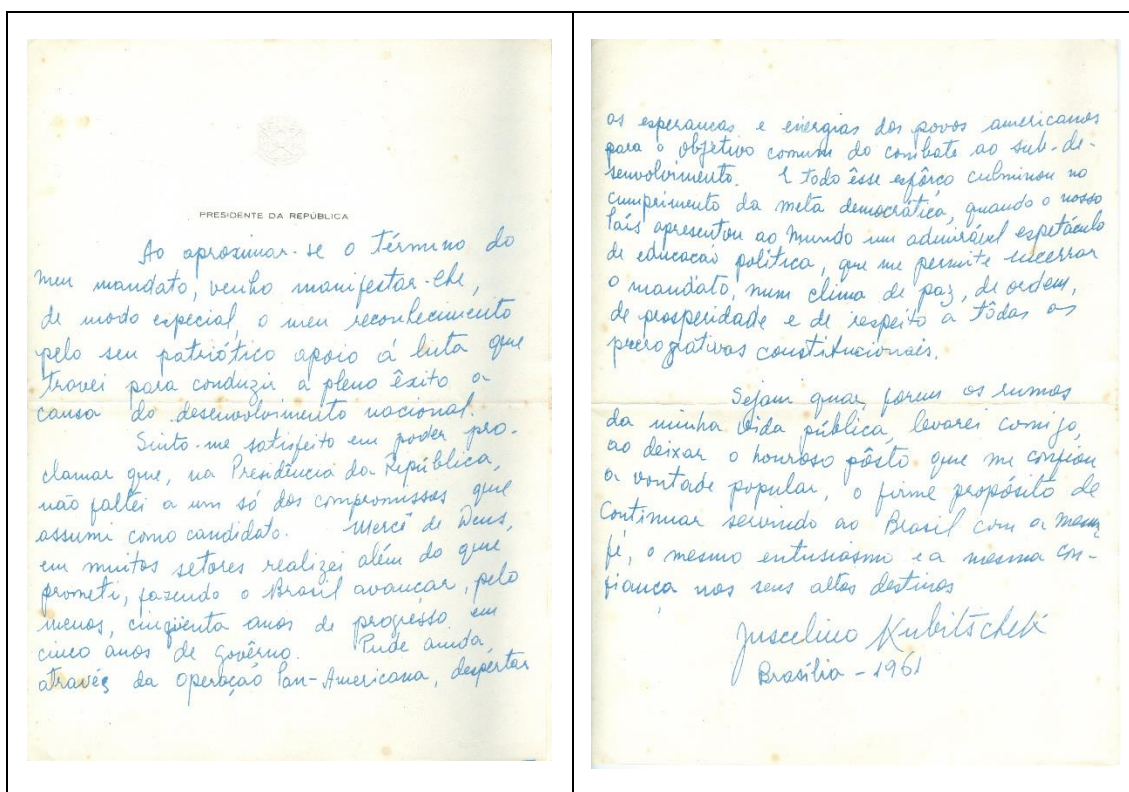 PRESIDENTE DA REPÚBLICA
Ao aproximar-se o término do
meu mandato, venho manifestar-lhe,
de modo especial, o meu reconhecimento
pelo seu patriótico apoio á luta que
travei para conduzir a pleno êxito a
causa do desenvolvimento nacional.
Sinto-me satisfeito em poder pro-
clamar que, na Presidência da República,
não faltei a um só dos compromissos que
assumi como candidato. Mercê de Deus,
em muitos setores realizei além do que
prometi, fazendo o Brasil avançar, pelo
menos, cinqüenta anos de progresso em
cinco anos de govêrno. Pude ainda,
através da Operação Pan-Americana, despertar
as esperanças e energias dos povos americanos
para o objetivo comum do combate ao sub-de-
senvolvimento. E todo êsse esfôrço culminou no
cumprimento da meta democrática, quando o nosso
País apresentou ao mundo um admirável espetáculo
de educação política, que me permite encerrar
o mandato, num clima de paz, de ordem,
de prosperidade e de respeito a tôdas as
prerrogativas constitucionais.
Sejam quais forem os rumos
da minha vida pública, levarei comigo,
ao deixar o honroso pôsto que me confiou
a vontade popular, o firme propósito de
continuar servindo ao Brasil com a mesma
fé, o mesmo entusiasmo e a mesma con-
fiança nos seus altos destinos
Juscelino Kubitschek
Brasília - 1961